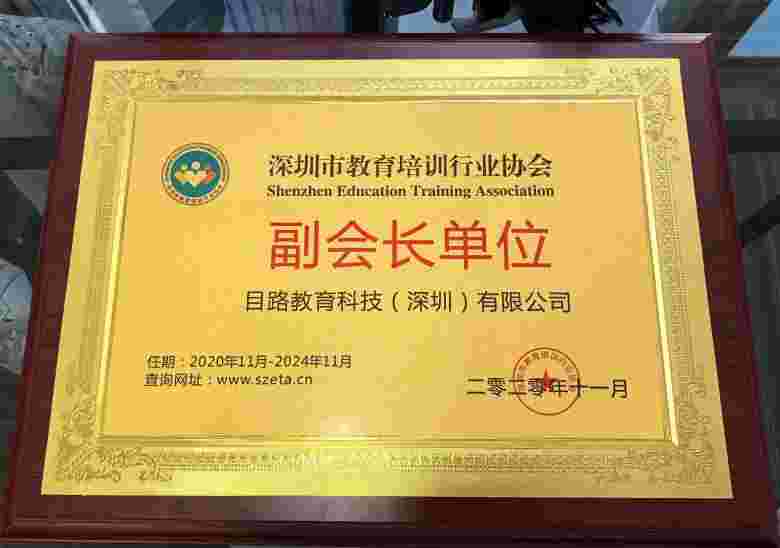 深圳市教育培训行业协会
Shenzhen Education Training Association
副会长单位
目路教育科技（深圳）有限公司
任期：2020年11月-2024年11月
查询网址：www.szeta.cn
二零二零年十一月